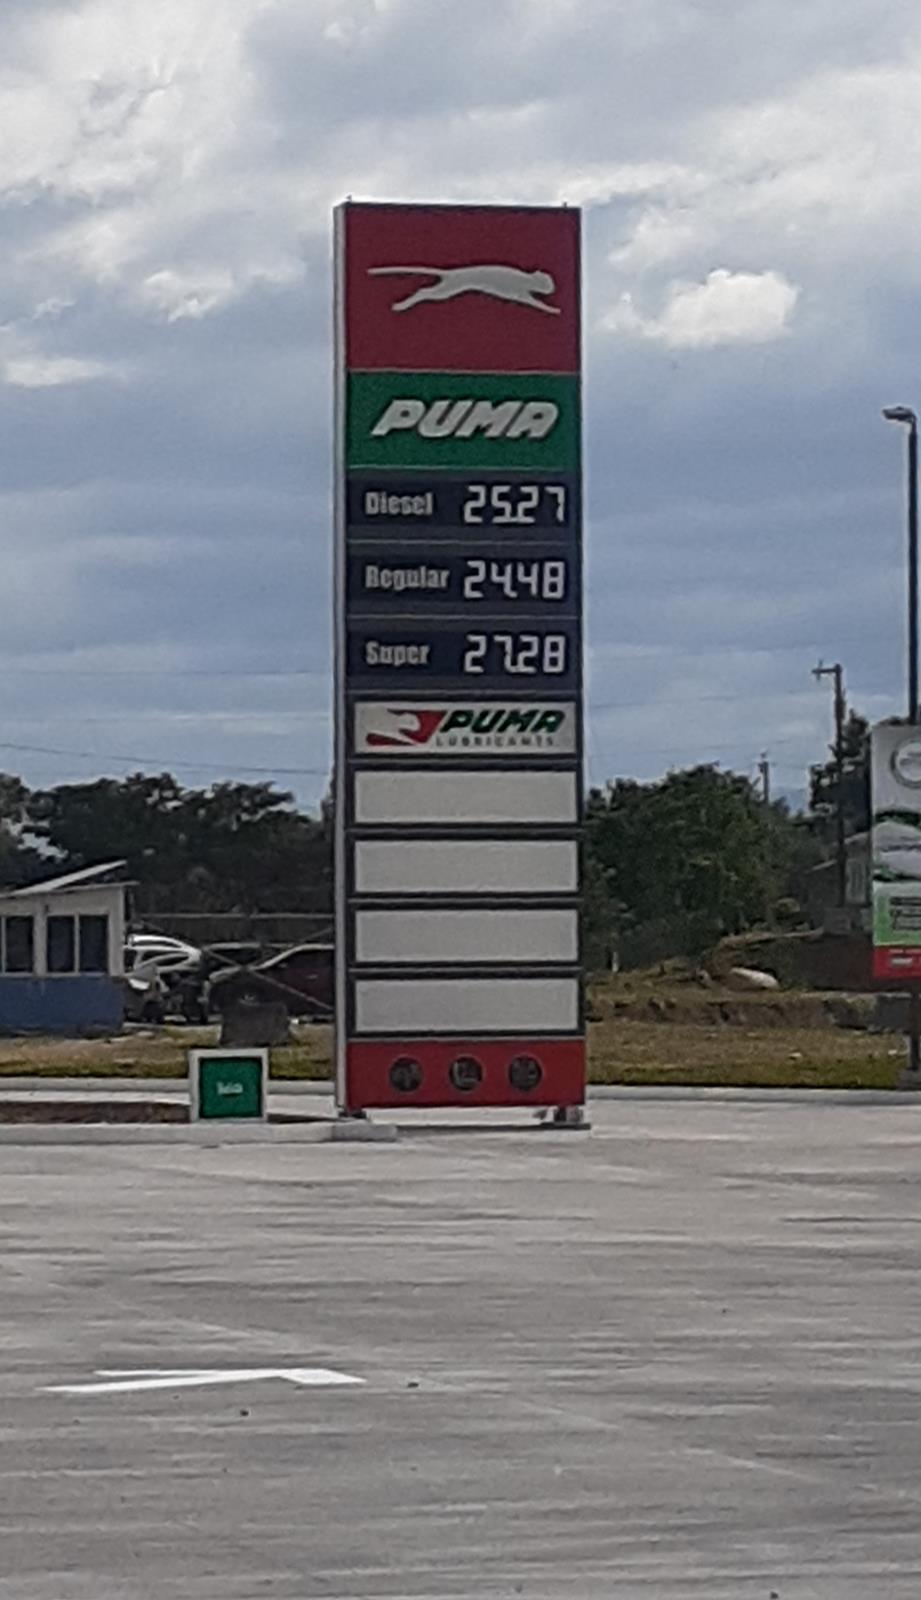 PUMA
Diesel 25.27
Regular 24.48
Super 27.28
PUMA
LUBRICANTS